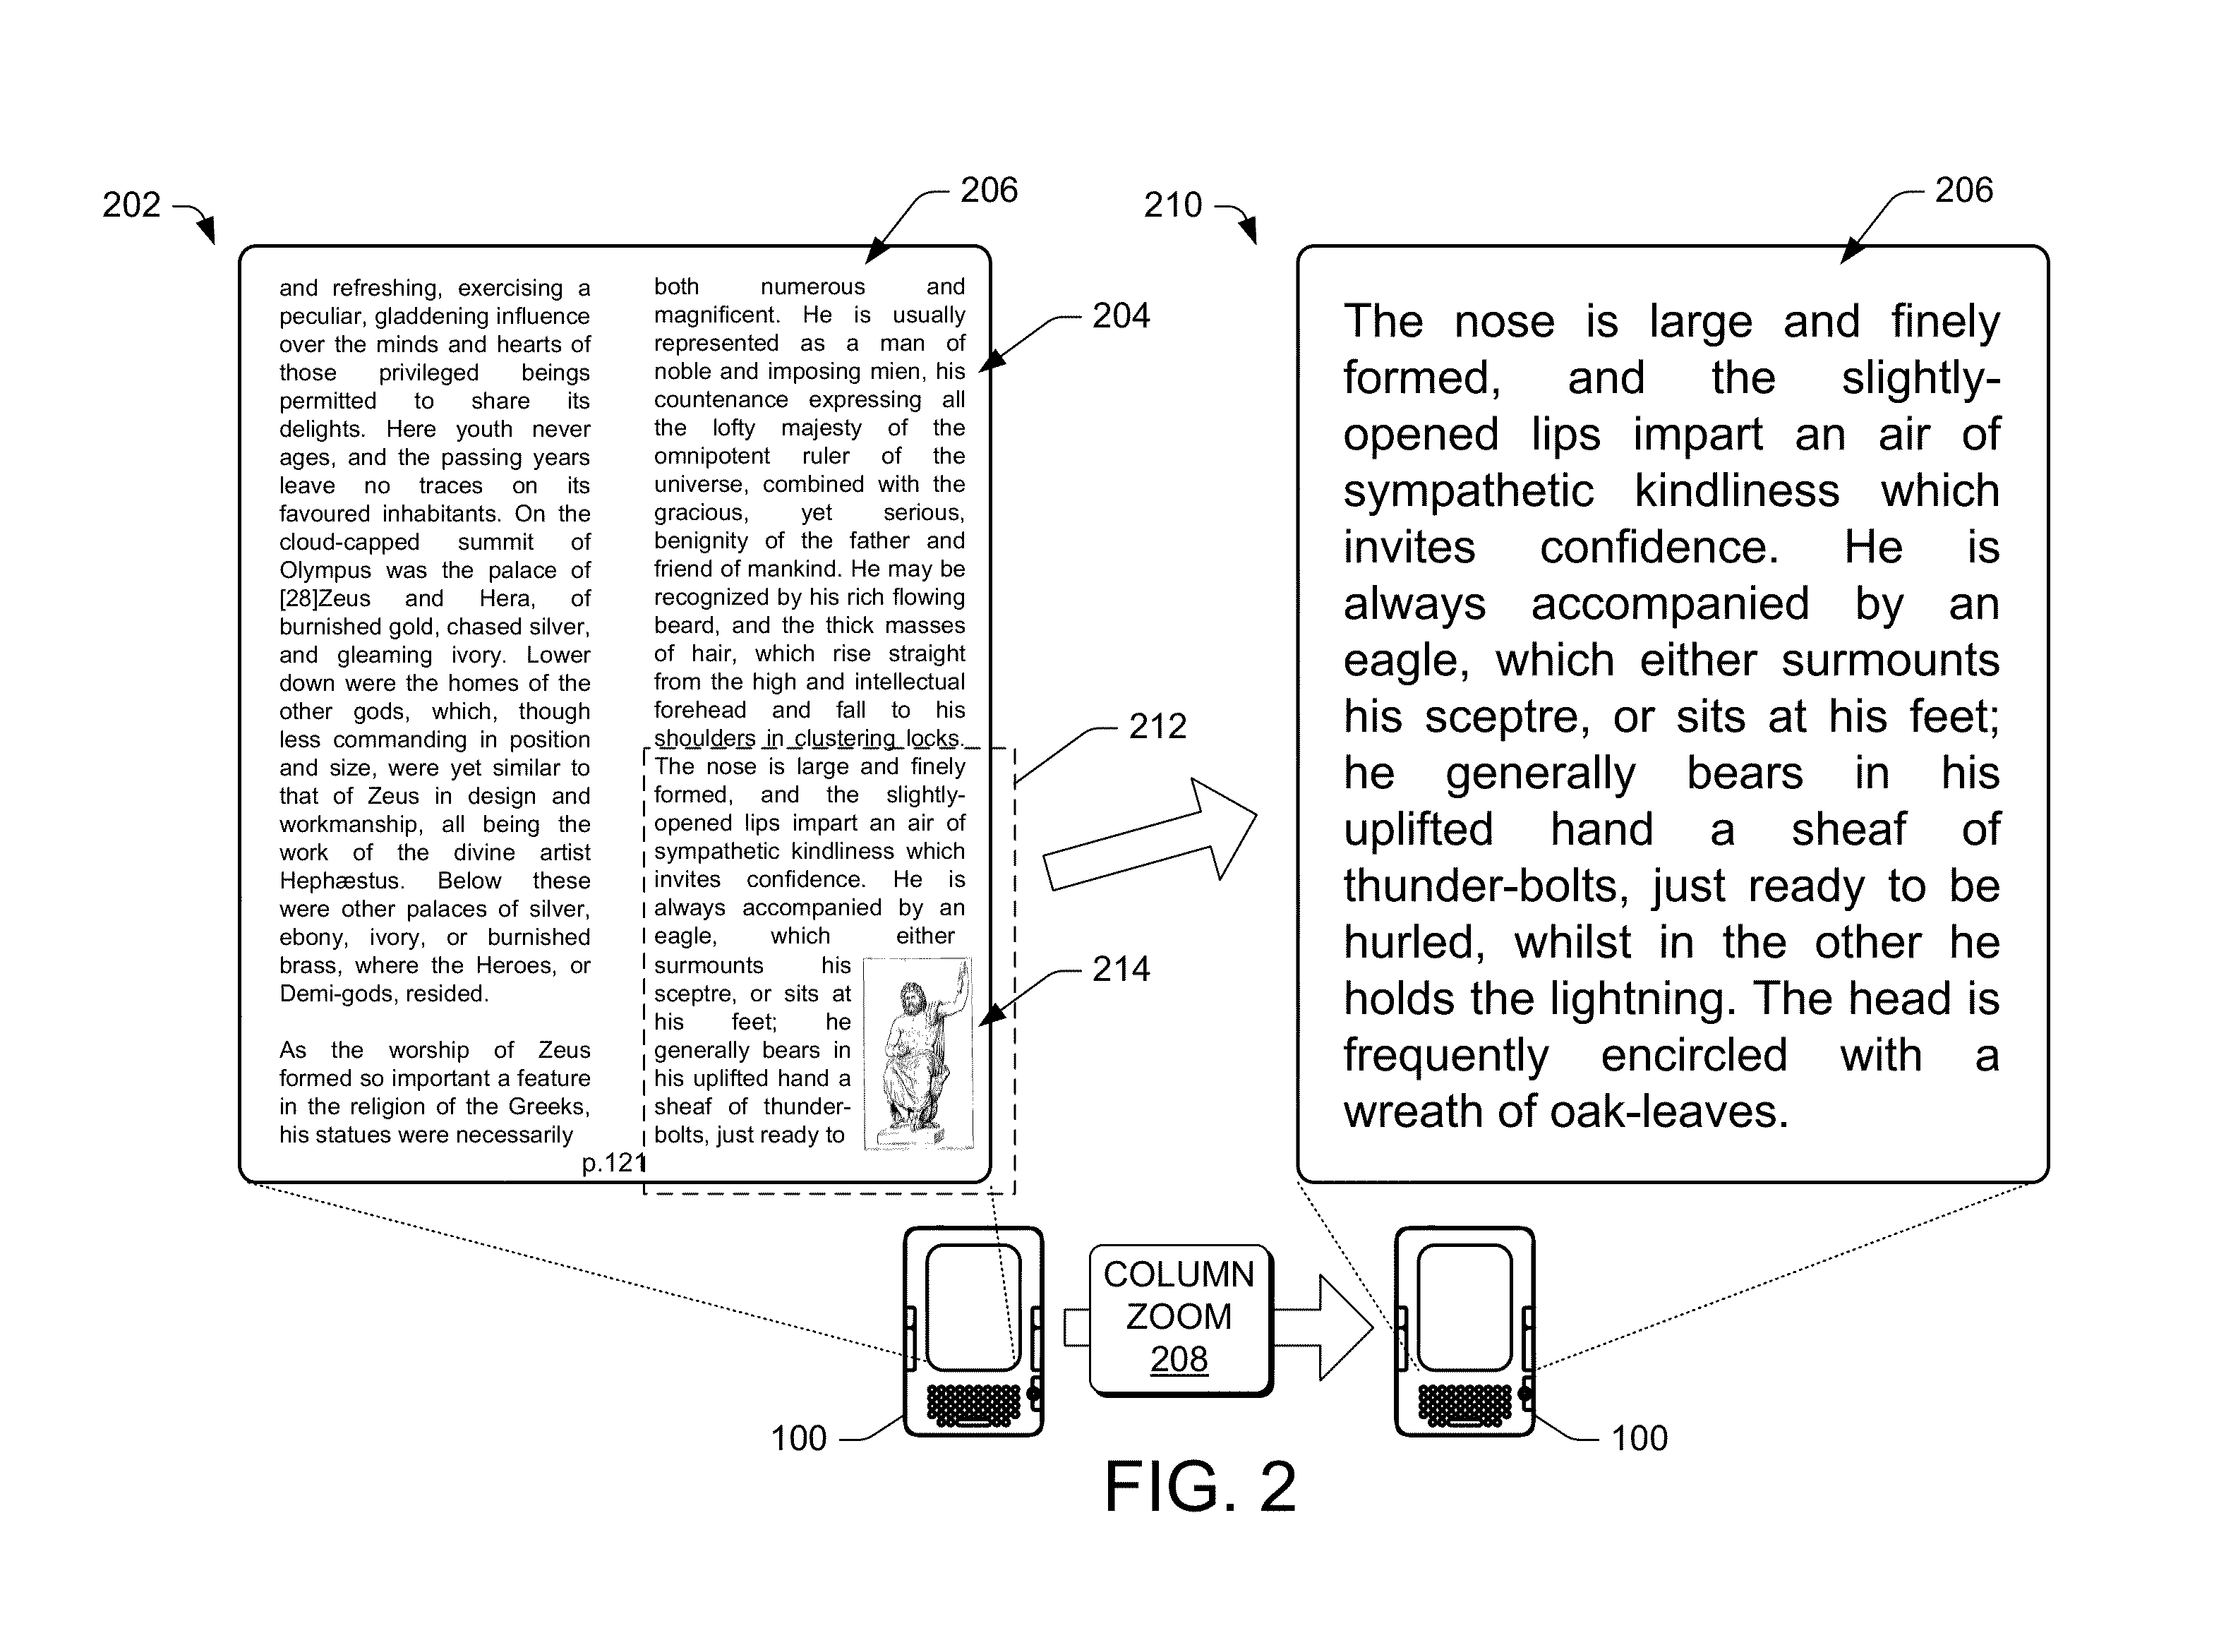 202
206
204
and refreshing, exercising a
peculiar, gladdening influence
over the minds and hearts of
those privileged beings
permitted to share its
delights. Here youth never
ages, and the passing years
leave no traces on its
favoured inhabitants. On the
cloud-capped summit of
Olympus was the palace of
[28]Zeus and Hera, of
burnished gold, chased silver,
and gleaming ivory. Lower
down were the homes of the
other gods, which, though
less commanding in position
and size, were yet similar to
that of Zeus in design and
workmanship, all being the
work of the divine artist
Hephæstus. Below these
were other palaces of silver,
ebony, ivory, or burnished
brass, where the Heroes, or
Demi-gods, resided.
As the worship of Zeus
formed so important a feature
in the religion of the Greeks,
his statues were necessarily
both numerous and
magnificent. He is usually
represented as a man of
noble and imposing mien, his
countenance expressing all
the lofty majesty of the
omnipotent ruler of the
universe, combined with the
gracious, yet serious,
benignity of the father and
friend of mankind. He may be
recognized by his rich flowing
beard, and the thick masses
of hair, which rise straight
from the high and intellectual
forehead and fall to his
shoulders in clustering locks.
The nose is large and finely
formed, and the slightly-
opened lips impart an air of
sympathetic kindliness which
invites confidence. He is
always accompanied by an
eagle, which either
surmounts his
sceptre, or sits at
his feet; he
generally bears in
his uplifted hand a
sheaf of thunder-
bolts, just ready to
p.121
212
214
210
206
The nose is large and finely
formed, and the slightly-
opened lips impart an air of
sympathetic kindliness which
invites confidence. He is
always accompanied by an
eagle, which either surmounts
his sceptre, or sits at his feet;
he generally bears in his
uplifted hand a sheaf of
thunder-bolts, just ready to be
hurled, whilst in the other he
holds the lightning. The head is
frequently encircled with a
wreath of oak-leaves.
COLUMN
ZOOM
208
100
100
FIG. 2